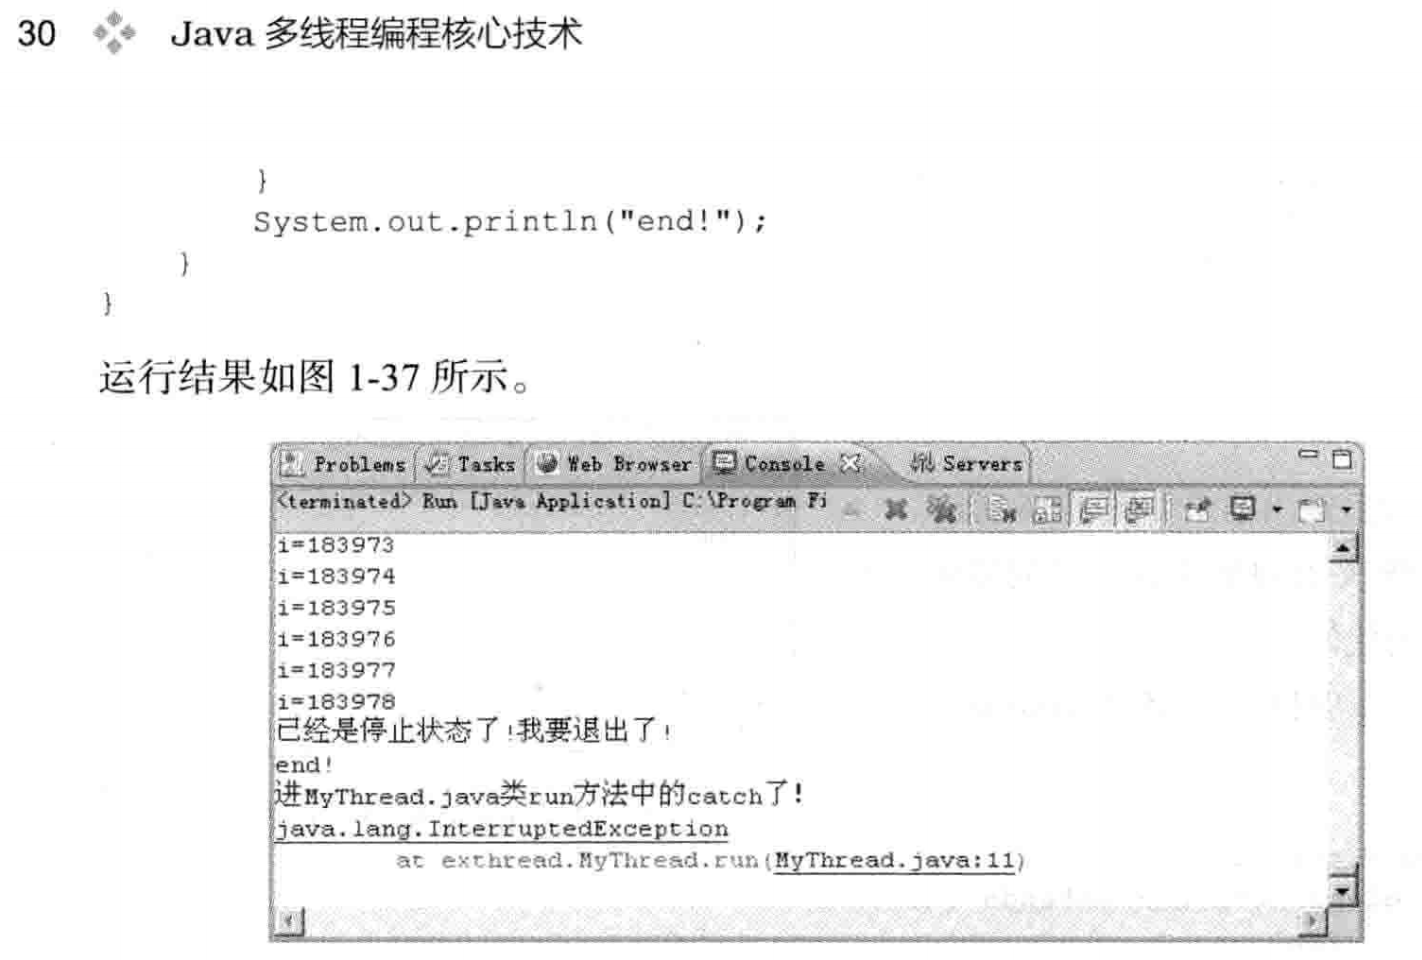 30 Java 多线程编程核心技术
}
System.out.println("end!");
}
}
运行结果如图 1-37 所示。
Problems Tasks Web Browser Console Servers
<terminated> Run [Java Application] C:\Program Fi
i=183973
i=183974
i=183975
i=183976
i=183977
i=183978
已经是停止状态了!我要退出了!
end!
进MyThread.java类run方法中的catch了!
java.lang.InterruptedException
at exthread.MyThread.run(MyThread.java:11)